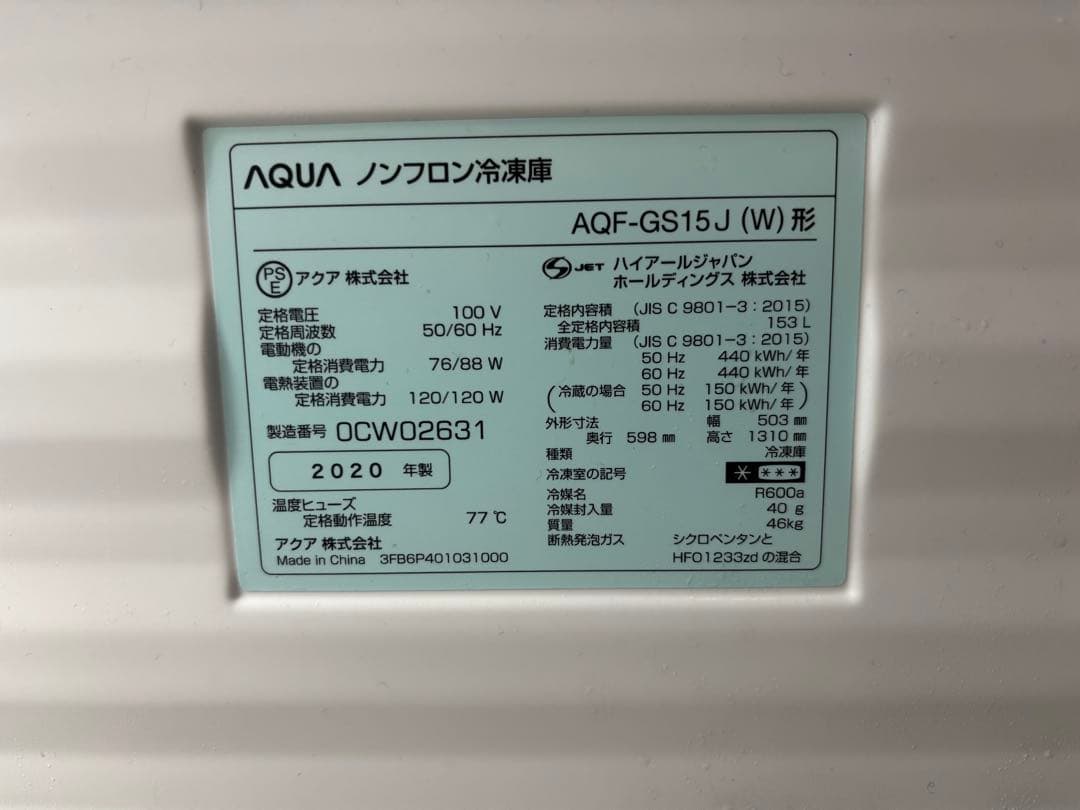 AQUA ノンフロン冷凍庫
AQF-GS15J (W) 形
PS E アクア 株式会社
定格電圧 100 V
定格周波数 50/60 Hz
電動機の
定格消費電力 76/88 W
電熱装置の
定格消費電力 120/120 W
製造番号 0CW02631
2020 年製
温度ヒューズ
定格動作温度 77 ℃
アクア 株式会社
Made in China 3FB6P401031000
S JET ハイアールジャパン
ホールディングス 株式会社
定格内容積 (JIS C 9801-3:2015)
全定格内容積 153 L
消費電力量 (JIS C 9801-3:2015)
50 Hz 440 kWh/年
60 Hz 440 kWh/年
(冷蔵の場合 50 Hz 150 kWh/年
60 Hz 150 kWh/年)
外形寸法 幅 503 ㎜
奥行 598 ㎜ 高さ 1310 ㎜
種類 冷凍庫
冷凍室の記号 * ***
冷媒名 R600a
冷媒封入量 40 g
質量 46kg
断熱発泡ガス シクロペンタンと
HFO1233zdの混合